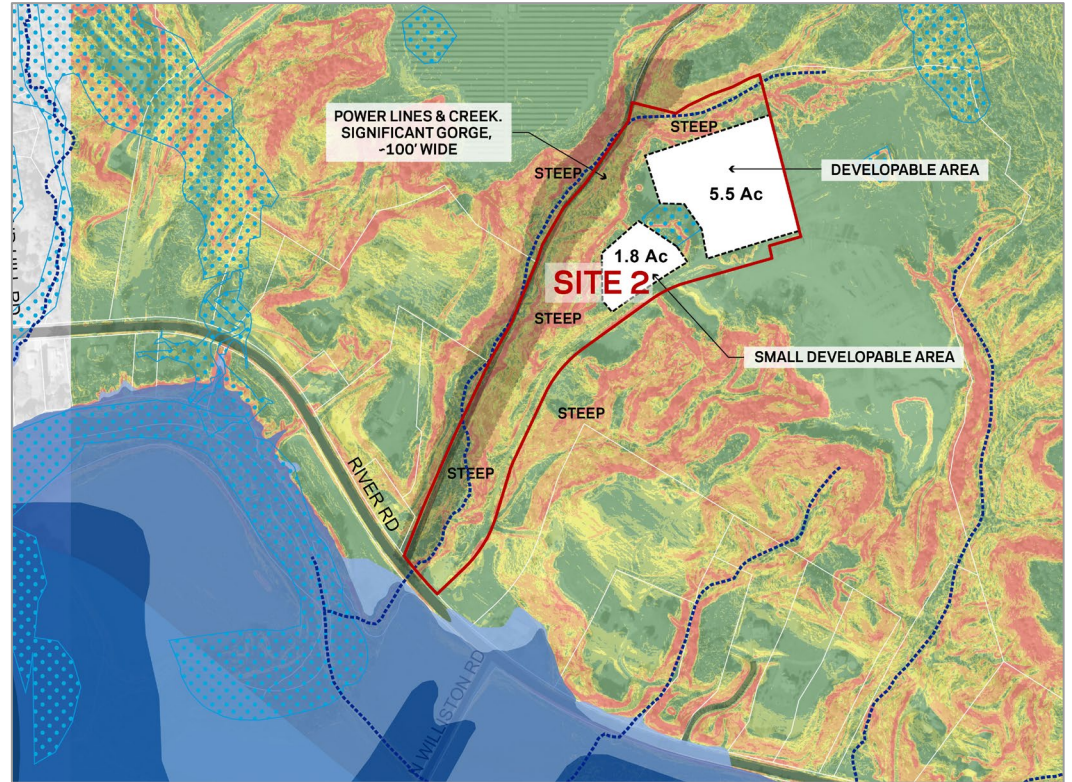 POWER LINES & CREEK.
SIGNIFICANT GORGE,
~100' WIDE
STEEP
STEEP
DEVELOPABLE AREA
5.5 Ac
1.8 Ac
SITE 2
STEEP
SMALL DEVELOPABLE AREA
STEEP
STEEP
RIVER RD
N WILLISTON RD